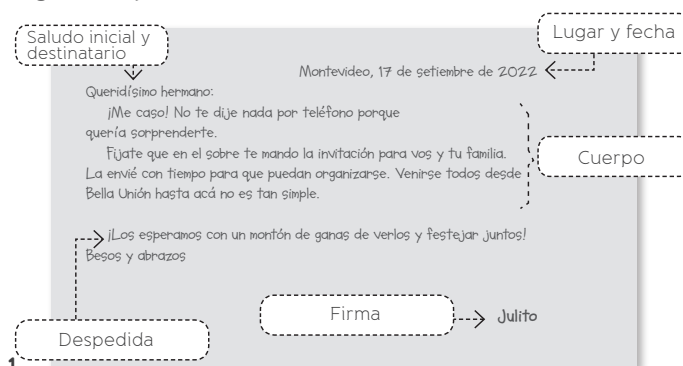 Saludo inicial y
destinatario
Lugar y fecha
Montevideo, 17 de setiembre de 2022
Queridísimo hermano:
¡Me caso! No te dije nada por teléfono porque
quería sorprenderte.
Fijate que en el sobre te mando la invitación para vos y tu familia.
La envié con tiempo para que puedan organizarse. Venirse todos desde
Bella Unión hasta acá no es tan simple.
Cuerpo
¡Los esperamos con un montón de ganas de verlos y festejar juntos!
Besos y abrazos
Firma
Julito
Despedida
1